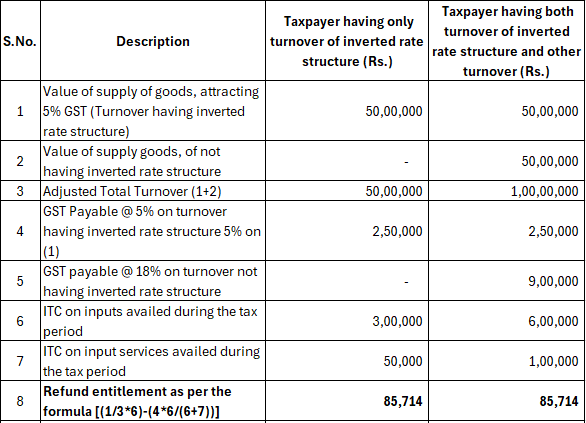 S.No.
Description
Taxpayer having only
turnover of inverted rate
structure (Rs.)
Taxpayer having both
turnover of inverted
rate structure and other
turnover (Rs.)
1
Value of supply of goods, attracting
5% GST (Turnover having inverted
rate structure)
50,00,000
50,00,000
2
Value of supply goods, of not
having inverted rate structure
-
50,00,000
3
Adjusted Total Turnover (1+2)
50,00,000
1,00,00,000
4
GST Payable @ 5% on turnover
having inverted rate structure 5% on
(1)
2,50,000
2,50,000
5
GST payable @ 18% on turnover not
having inverted rate structure
-
9,00,000
6
ITC on inputs availed during the tax
period
3,00,000
6,00,000
7
ITC on input services availed during
the tax period
50,000
1,00,000
8
Refund entitlement as per the
formula [(1/3*6)-(4*6/(6+7))]
85,714
85,714